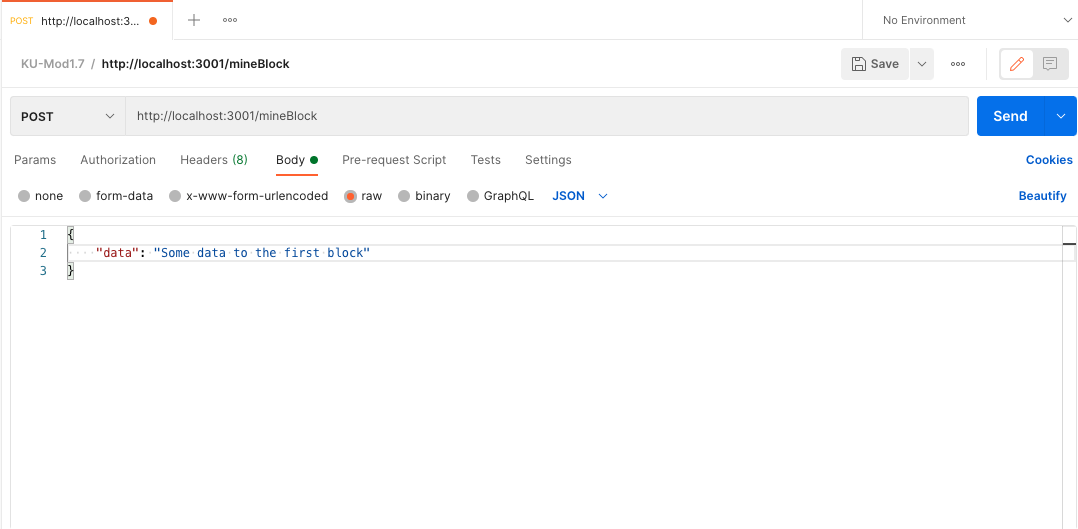 POST http://localhost:3... No Environment
KU-Mod1.7 / http://localhost:3001/mineBlock Save
POST http://localhost:3001/mineBlock Send
Params Authorization Headers (8) Body Pre-request Script Tests Settings Cookies
none form-data x-www-form-urlencoded raw binary GraphQL JSON Beautify
1 {
2 "data": "Some data to the first block"
3 }